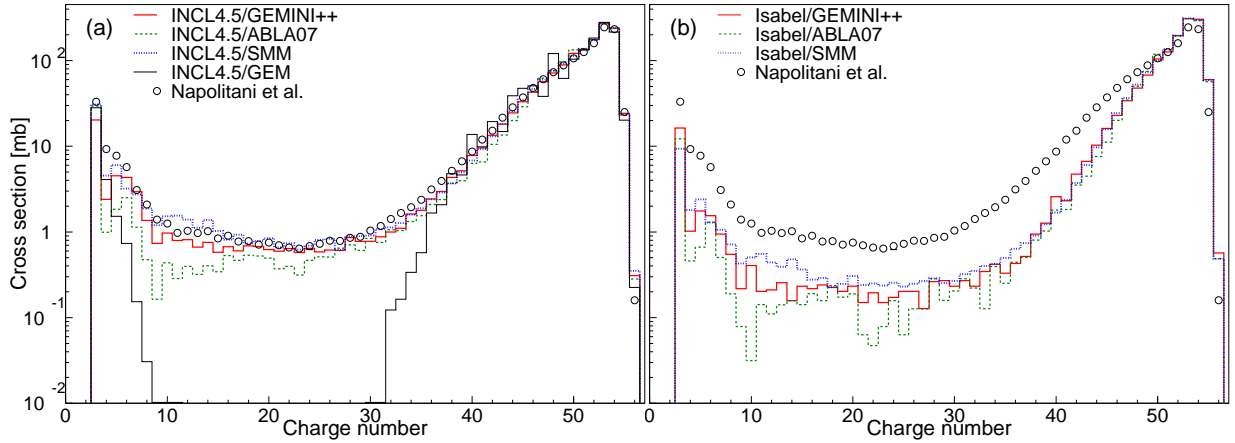 (a)
INCL4.5/GEMINI++
INCL4.5/ABLA07
INCL4.5/SMM
INCL4.5/GEM
Napolitani et al.
(b)
Isabel/GEMINI++
Isabel/ABLA07
Isabel/SMM
Napolitani et al.
Cross section [mb]
10 2
10
1
10 -1
10 -2
0 10 20 30 40 50
Charge number
0 10 20 30 40 50
Charge number